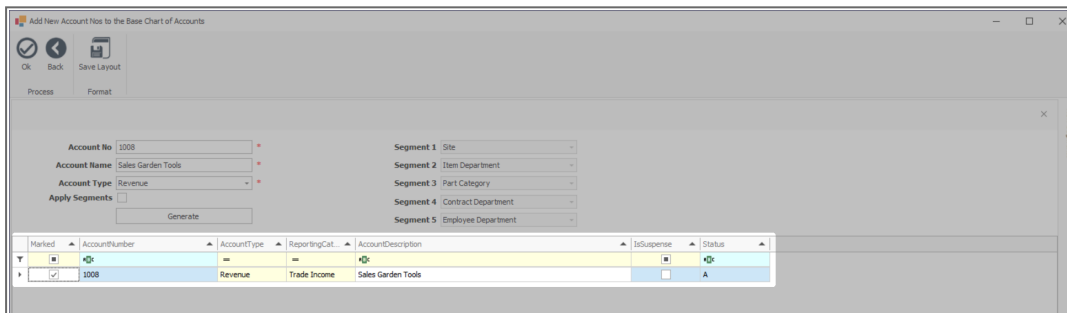 Add New Account Nos to the Base Chart of Accounts
Ok Back Save Layout
Process Format
Account No 1008 * Segment 1 Site
Account Name Sales Garden Tools * Segment 2 Item Department
Account Type Revenue * Segment 3 Part Category
Apply Segments Segment 4 Contract Department
Generate Segment 5 Employee Department
Marked AccountNumber AccountType ReportingCat... AccountDescription IsSuspense Status
= =
1008 Revenue Trade Income Sales Garden Tools A